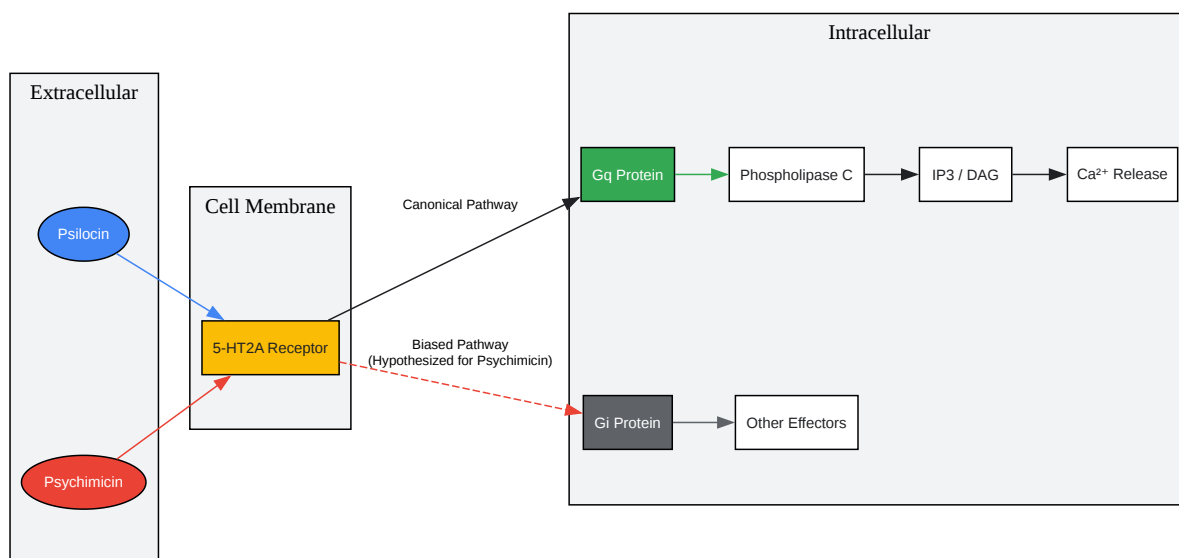 Extracellular
Psilocin
Psychimicin
Cell Membrane
5-HT2A Receptor
Canonical Pathway
Biased Pathway
(Hypothesized for Psychimicin)
Intracellular
Gq Protein
Phospholipase C
IP3 / DAG
Ca²⁺ Release
Gi Protein
Other Effectors